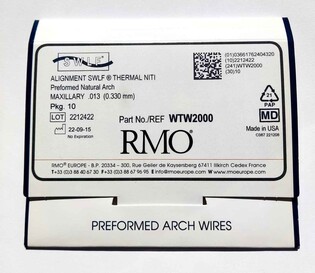 SWLF
ALIGNMENT SWLF ® THERMAL NITI
Preformed Natural Arch
MAXILLARY .013 (0.330 mm)
Pkg. 10
LOT 2212422
22-09-15
No Expiration
(01)03661762404320
(10)2212422
(241)WTW2000
(30)10
Part No./REF WTW2000
RMO®
21
PAP
MD
Made in USA
RMO® EUROPE - B.P. 20334 – 300, Rue Geiler de Kaysersberg 67411 Illkirch Cedex France
T+33 (0)3 88 40 67 30 F+33 (0)3 88 67 96 95 E info@rmoeurope.com W rmoeurope.com
PREFORMED ARCH WIRES